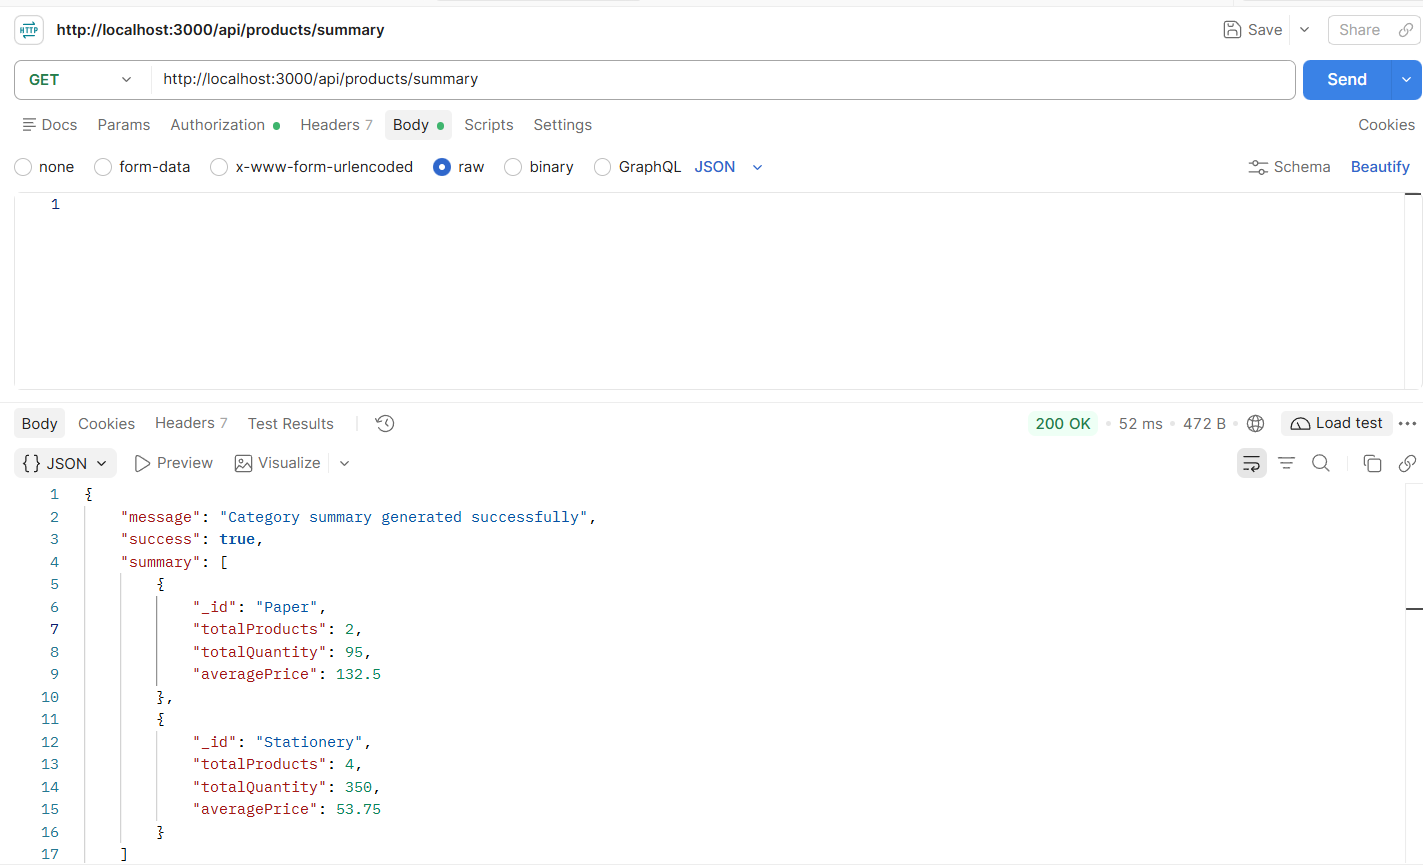 HTTP http://localhost:3000/api/products/summary Save Share
GET http://localhost:3000/api/products/summary Send
Docs Params Authorization Headers 7 Body Scripts Settings Cookies
none form-data x-www-form-urlencoded raw binary GraphQL JSON Schema Beautify
1
Body Cookies Headers 7 Test Results 200 OK 52 ms 472 B Load test
{} JSON Preview Visualize
1 {
2 "message": "Category summary generated successfully",
3 "success": true,
4 "summary": [
5 {
6 "_id": "Paper",
7 "totalProducts": 2,
8 "totalQuantity": 95,
9 "averagePrice": 132.5
10 },
11 {
12 "_id": "Stationery",
13 "totalProducts": 4,
14 "totalQuantity": 350,
15 "averagePrice": 53.75
16 }
17 ]